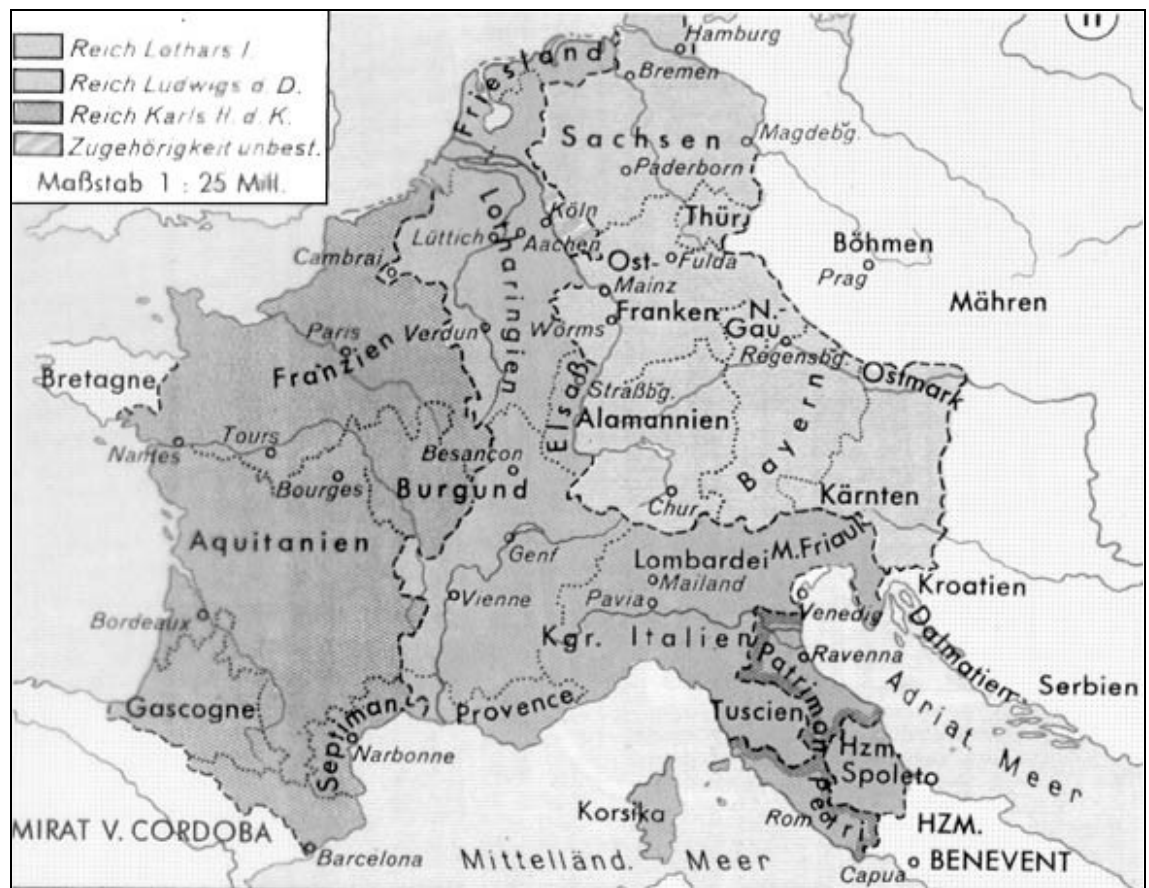 Reich Lothars I.
Reich Ludwigs d. D.
Reich Karls II. d. K.
Zugehörigkeit unbest.
Maßstab 1 : 25 Mill.
11
Hamburg
Bremen
Friesland
Sachsen
Magdebg.
Paderborn
Köln
Thür.
Lüttich
Aachen
Lotharingien
Böhmen
Cambrai
Ost-
Fulda
Prag
Mainz
Mähren
Franken
N.-
Gau
Worms
Paris
Verdun
Franzien
Regensbg.
Bretagne
Elsaß
Straßbg.
Ostmark
Alamannien
Bayern
Tours
Nantes
Besançon
Bourges
Burgund
Chur
Kärnten
Aquitanien
Genf
Lombardei
M.Friaul
Mailand
Kroatien
Vienne
Pavia
Venedig
Bordeaux
Kgr. Italien
Dalmatien
Ravenna
Patrimon. Petri
Adriat. Meer
Serbien
Gascogne
Septiman.
Provence
Tuscien
Narbonne
Hzm.
Spoleto
Korsika
Rom
MIRAT V. CORDOBA
HZM.
BENEVENT
Barcelona
Mittelländ. Meer
Capua